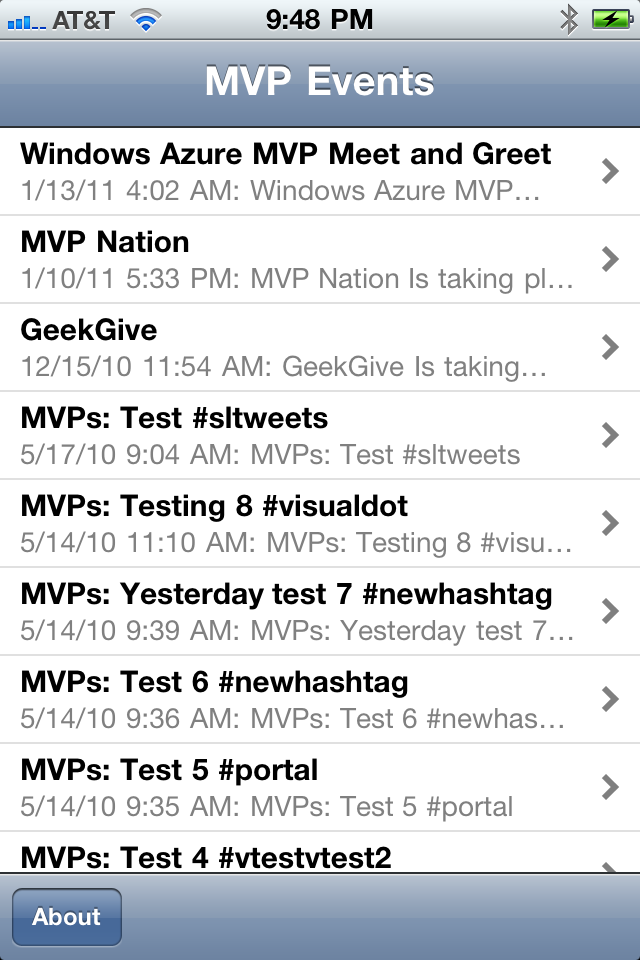 AT&T 9:48 PM
MVP Events
Windows Azure MVP Meet and Greet
1/13/11 4:02 AM: Windows Azure MVP...
MVP Nation
1/10/11 5:33 PM: MVP Nation Is taking pl...
GeekGive
12/15/10 11:54 AM: GeekGive Is taking...
MVPs: Test #sltweets
5/17/10 9:04 AM: MVPs: Test #sltweets
MVPs: Testing 8 #visualdot
5/14/10 11:10 AM: MVPs: Testing 8 #visu...
MVPs: Yesterday test 7 #newhashtag
5/14/10 9:39 AM: MVPs: Yesterday test 7...
MVPs: Test 6 #newhashtag
5/14/10 9:36 AM: MVPs: Test 6 #newhas...
MVPs: Test 5 #portal
5/14/10 9:35 AM: MVPs: Test 5 #portal
MVPs: Test 4 #vtestvtest2
About